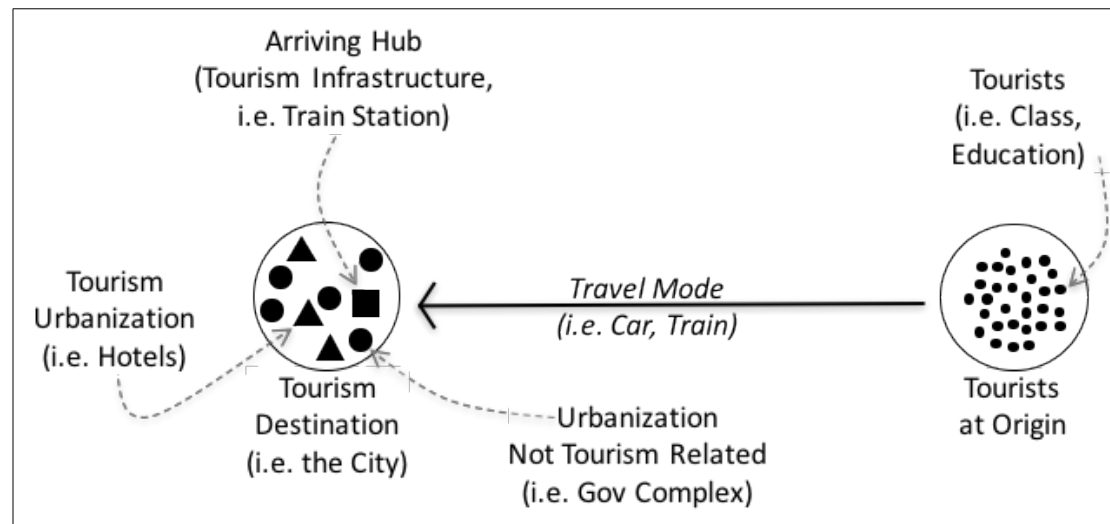 Arriving Hub
(Tourism Infrastructure,
i.e. Train Station)
Tourists
(i.e. Class,
Education)
Tourism
Urbanization
(i.e. Hotels)
Travel Mode
(i.e. Car, Train)
Tourism
Destination
(i.e. the City)
Urbanization
Not Tourism Related
(i.e. Gov Complex)
Tourists
at Origin